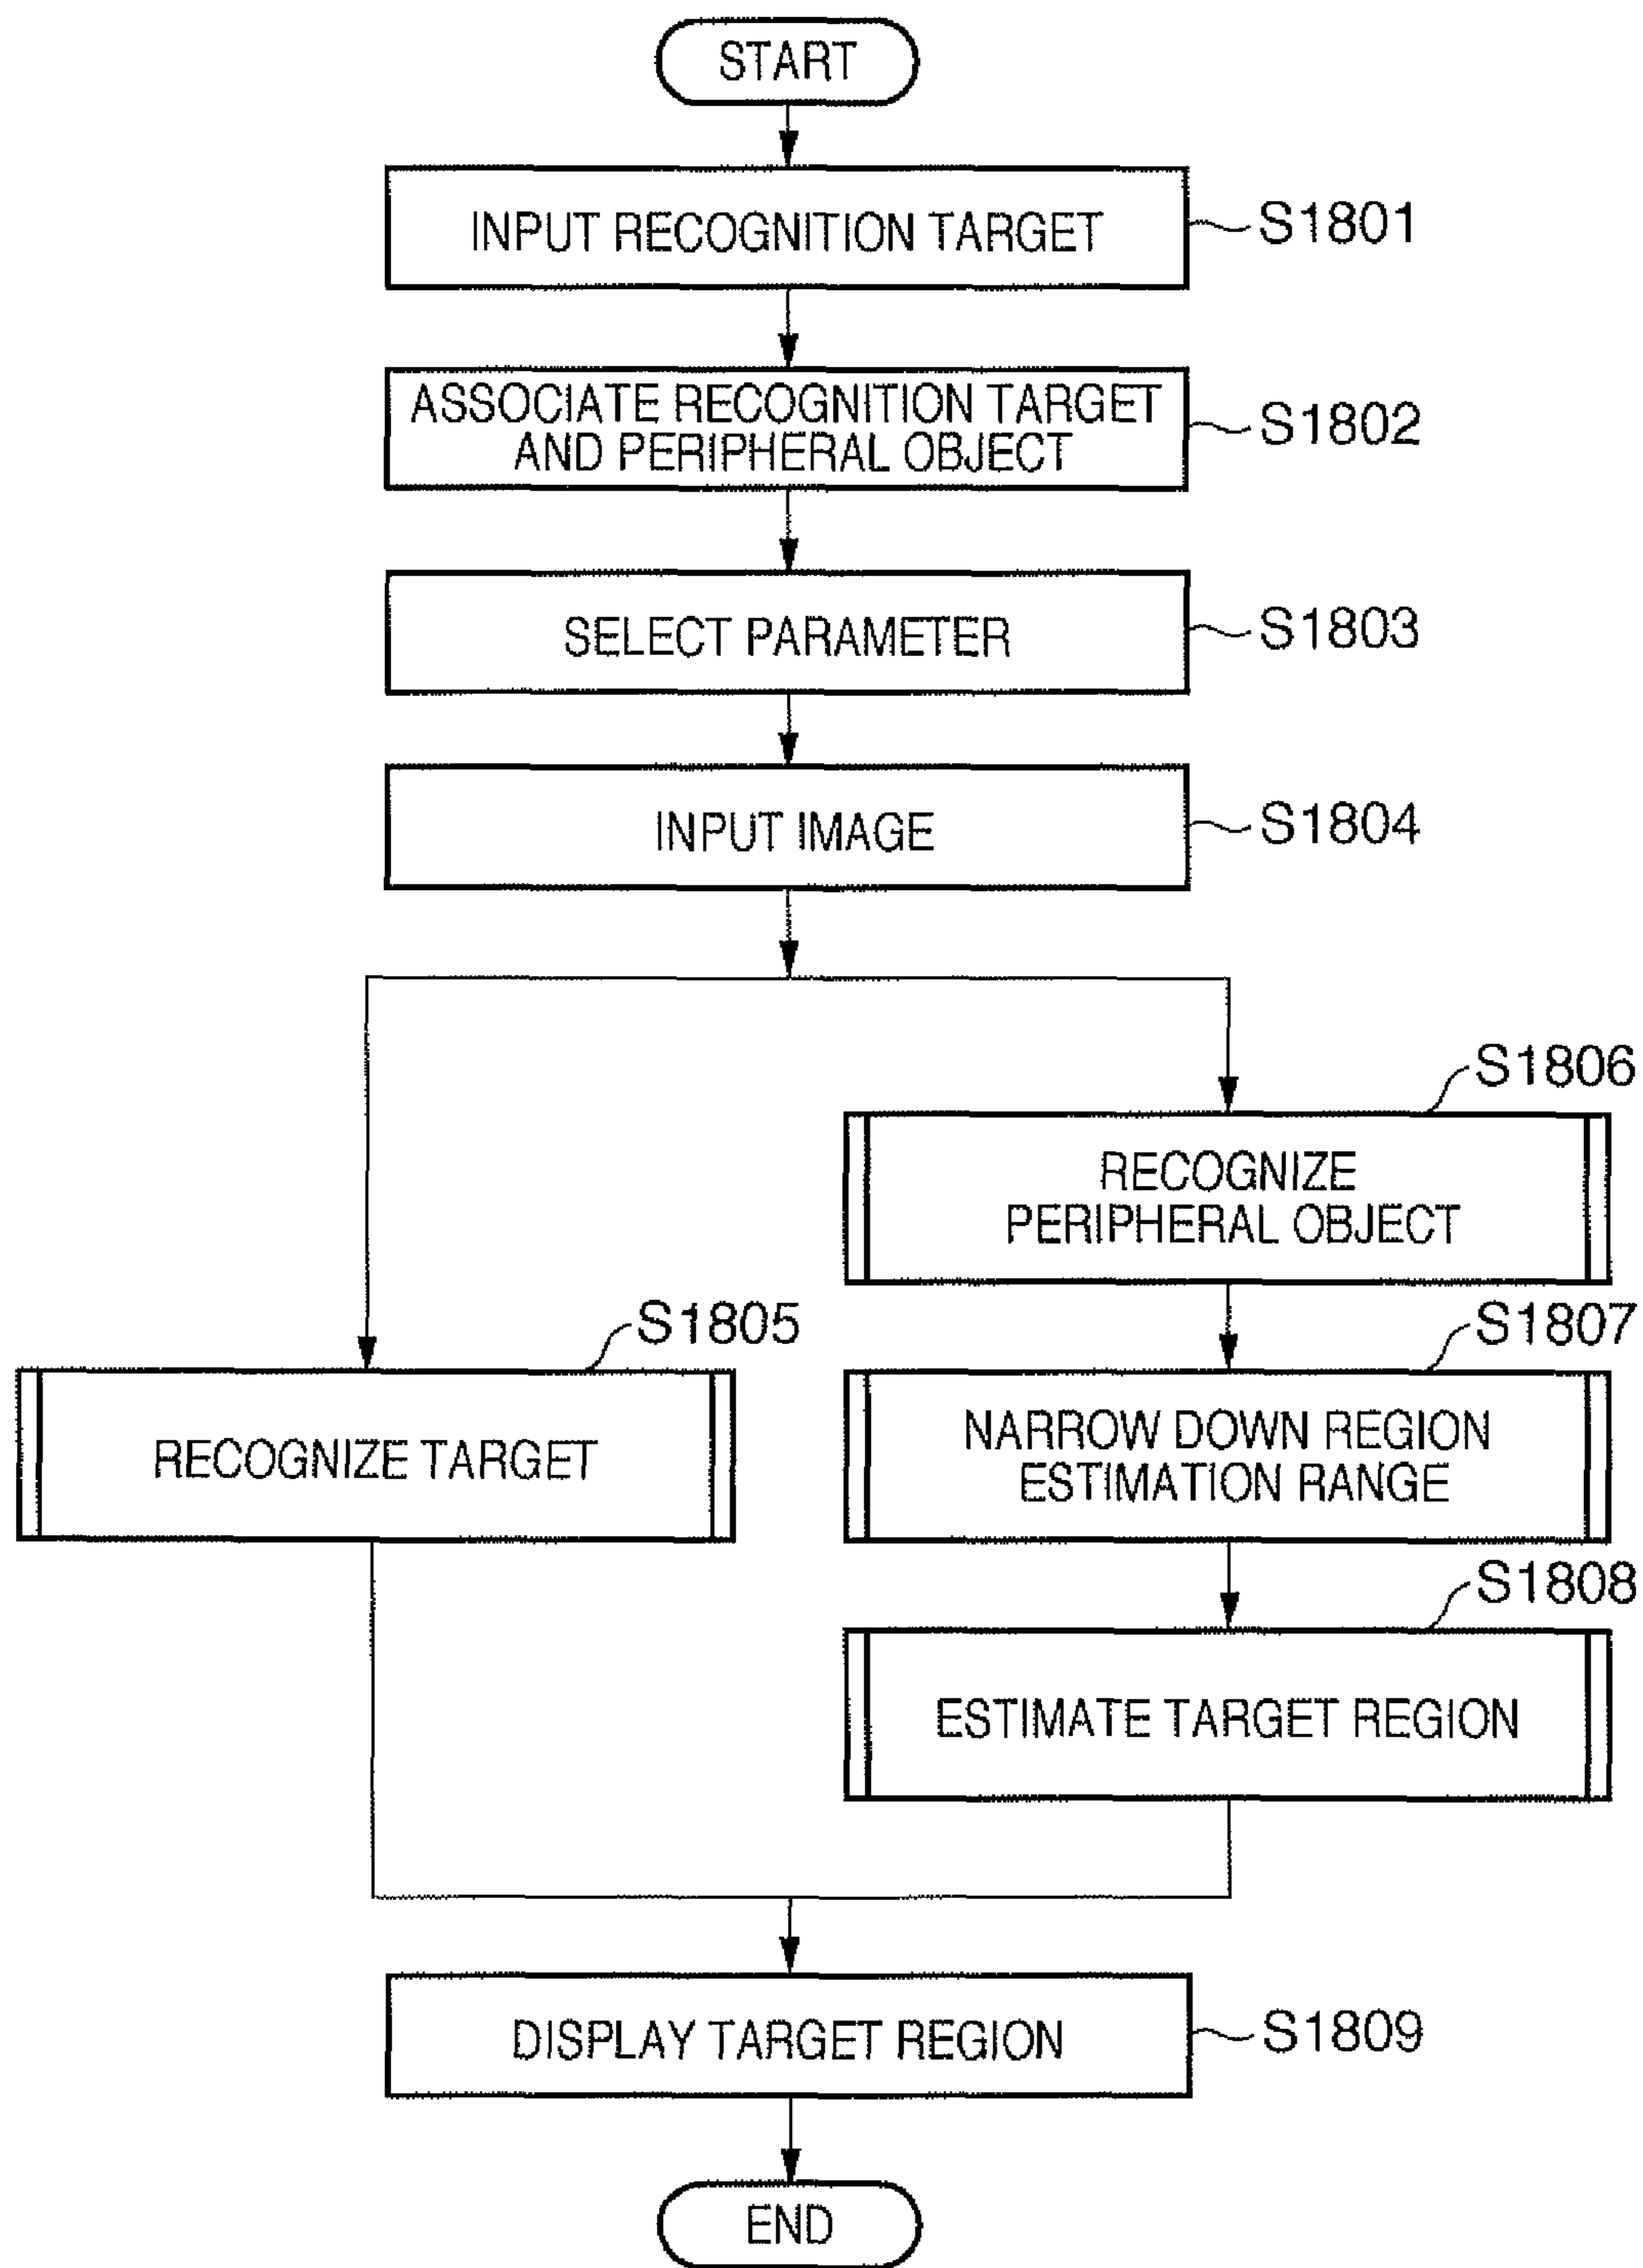 START
INPUT RECOGNITION TARGET
S1801
ASSOCIATE RECOGNITION TARGET
AND PERIPHERAL OBJECT
S1802
SELECT PARAMETER
S1803
INPUT IMAGE
S1804
S1806
RECOGNIZE
PERIPHERAL OBJECT
S1805
RECOGNIZE TARGET
S1807
NARROW DOWN REGION
ESTIMATION RANGE
S1808
ESTIMATE TARGET REGION
DISPLAY TARGET REGION
S1809
END